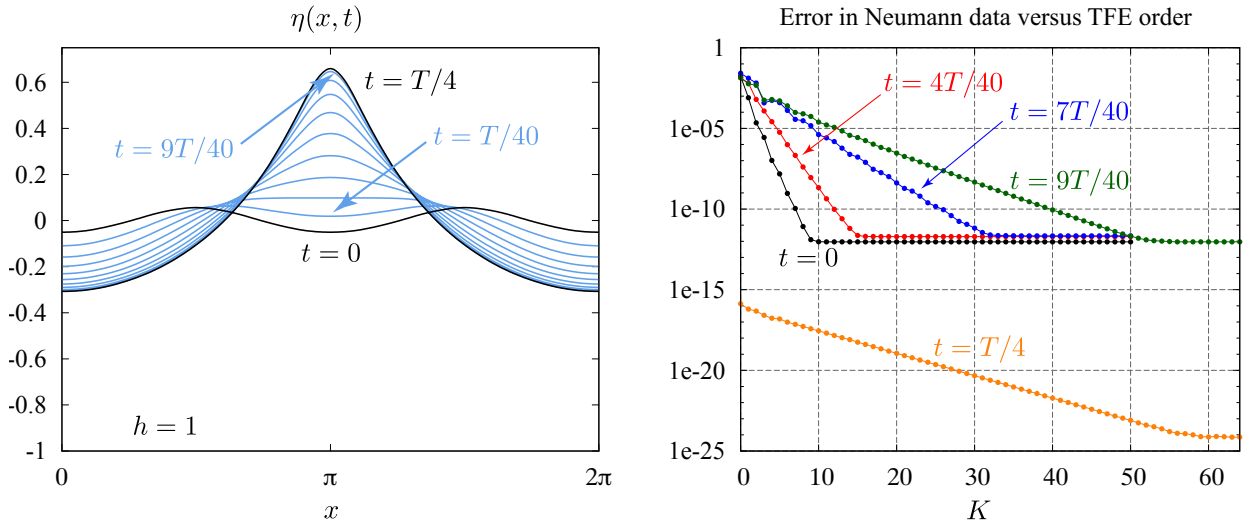 η(x, t)
0.6
0.4
0.2
0
-0.2
-0.4
-0.6
-0.8
-1
t = T/4
t = 9T/40
t = T/40
t = 0
h = 1
0
π
2π
x
Error in Neumann data versus TFE order
1
1e-05
1e-10
1e-15
1e-20
1e-25
t = 4T/40
t = 7T/40
t = 9T/40
t = 0
t = T/4
0
10
20
30
40
50
60
K